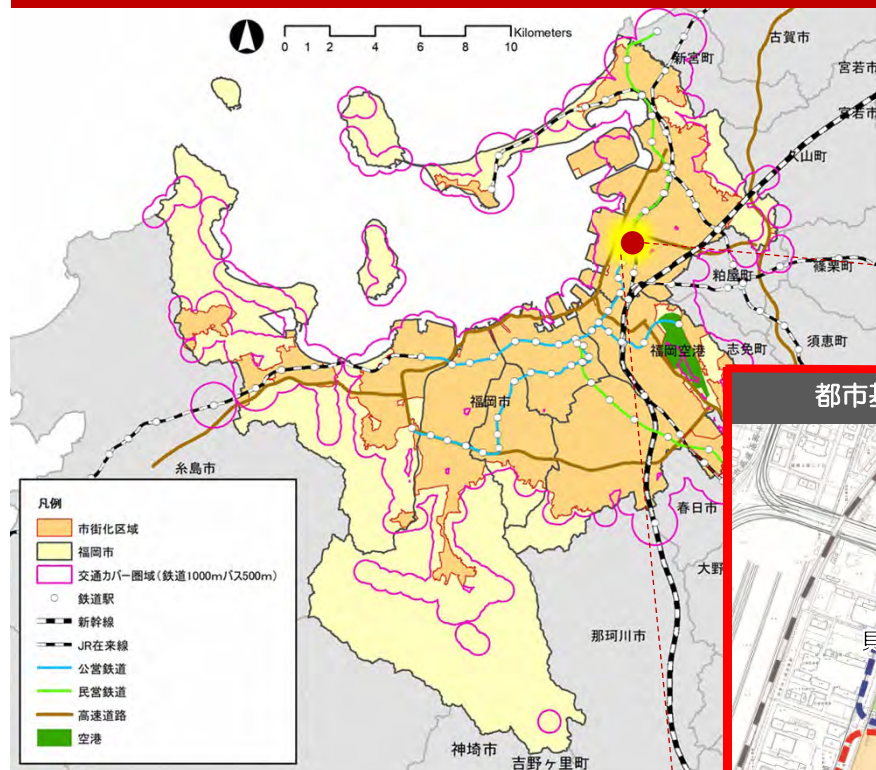 0 1 2 4 6 8 10 Kilometers
古賀市
新宮町
宮若市
宮若市
久山町
粕屋町
篠栗町
須恵町
志免町
福岡空港
福岡市
糸島市
春日市
大野
那珂川市
神埼市
吉野ヶ里町
凡例
市街化区域
福岡市
交通カバー圏域(鉄道1000mバス500m)
鉄道駅
新幹線
JR在来線
公営鉄道
民営鉄道
高速道路
空港
都市基